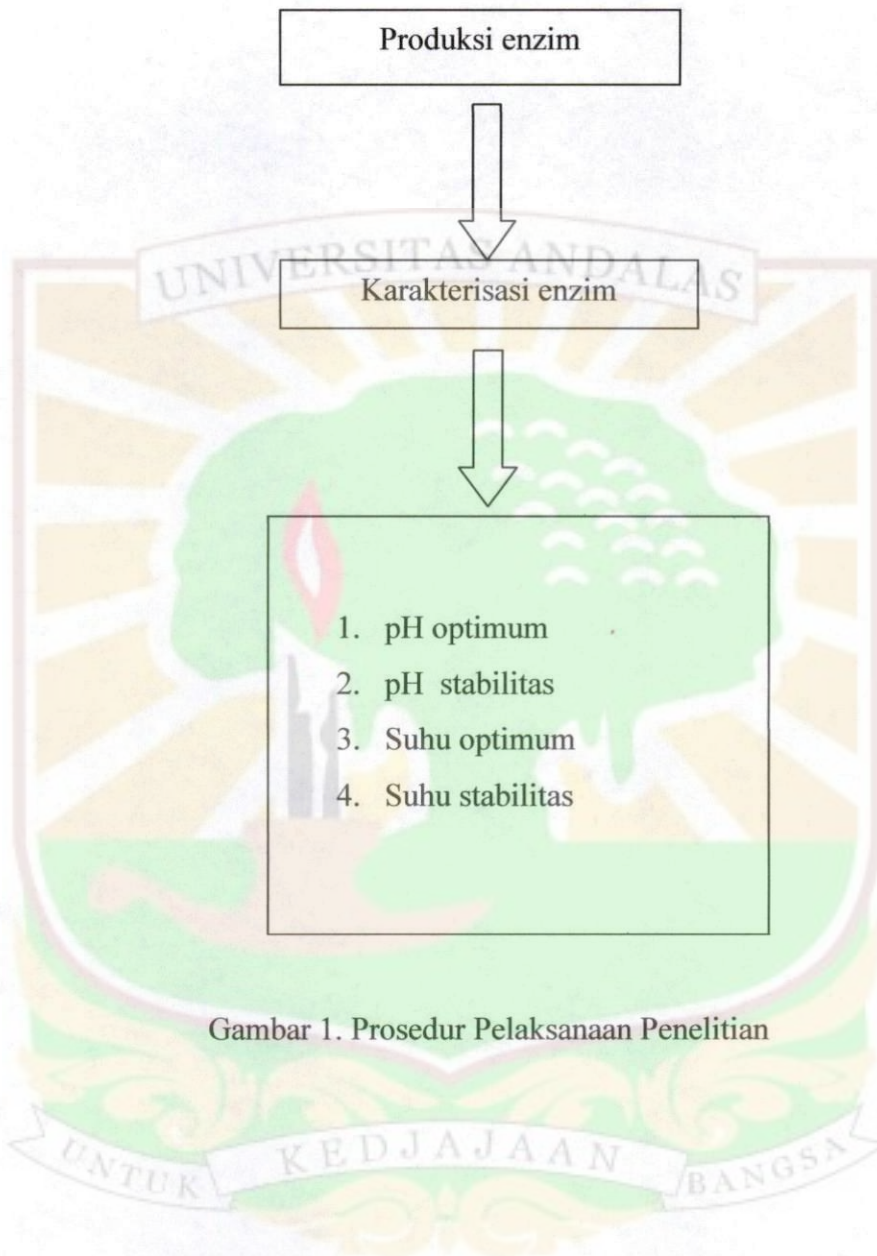 Produksi enzim
UNIVERSITAS ANDALAS
Karakterisasi enzim
1. pH optimum
2. pH stabilitas
3. Suhu optimum
4. Suhu stabilitas
Gambar 1. Prosedur Pelaksanaan Penelitian
UNTUK KEDJAJAAN BANGSA